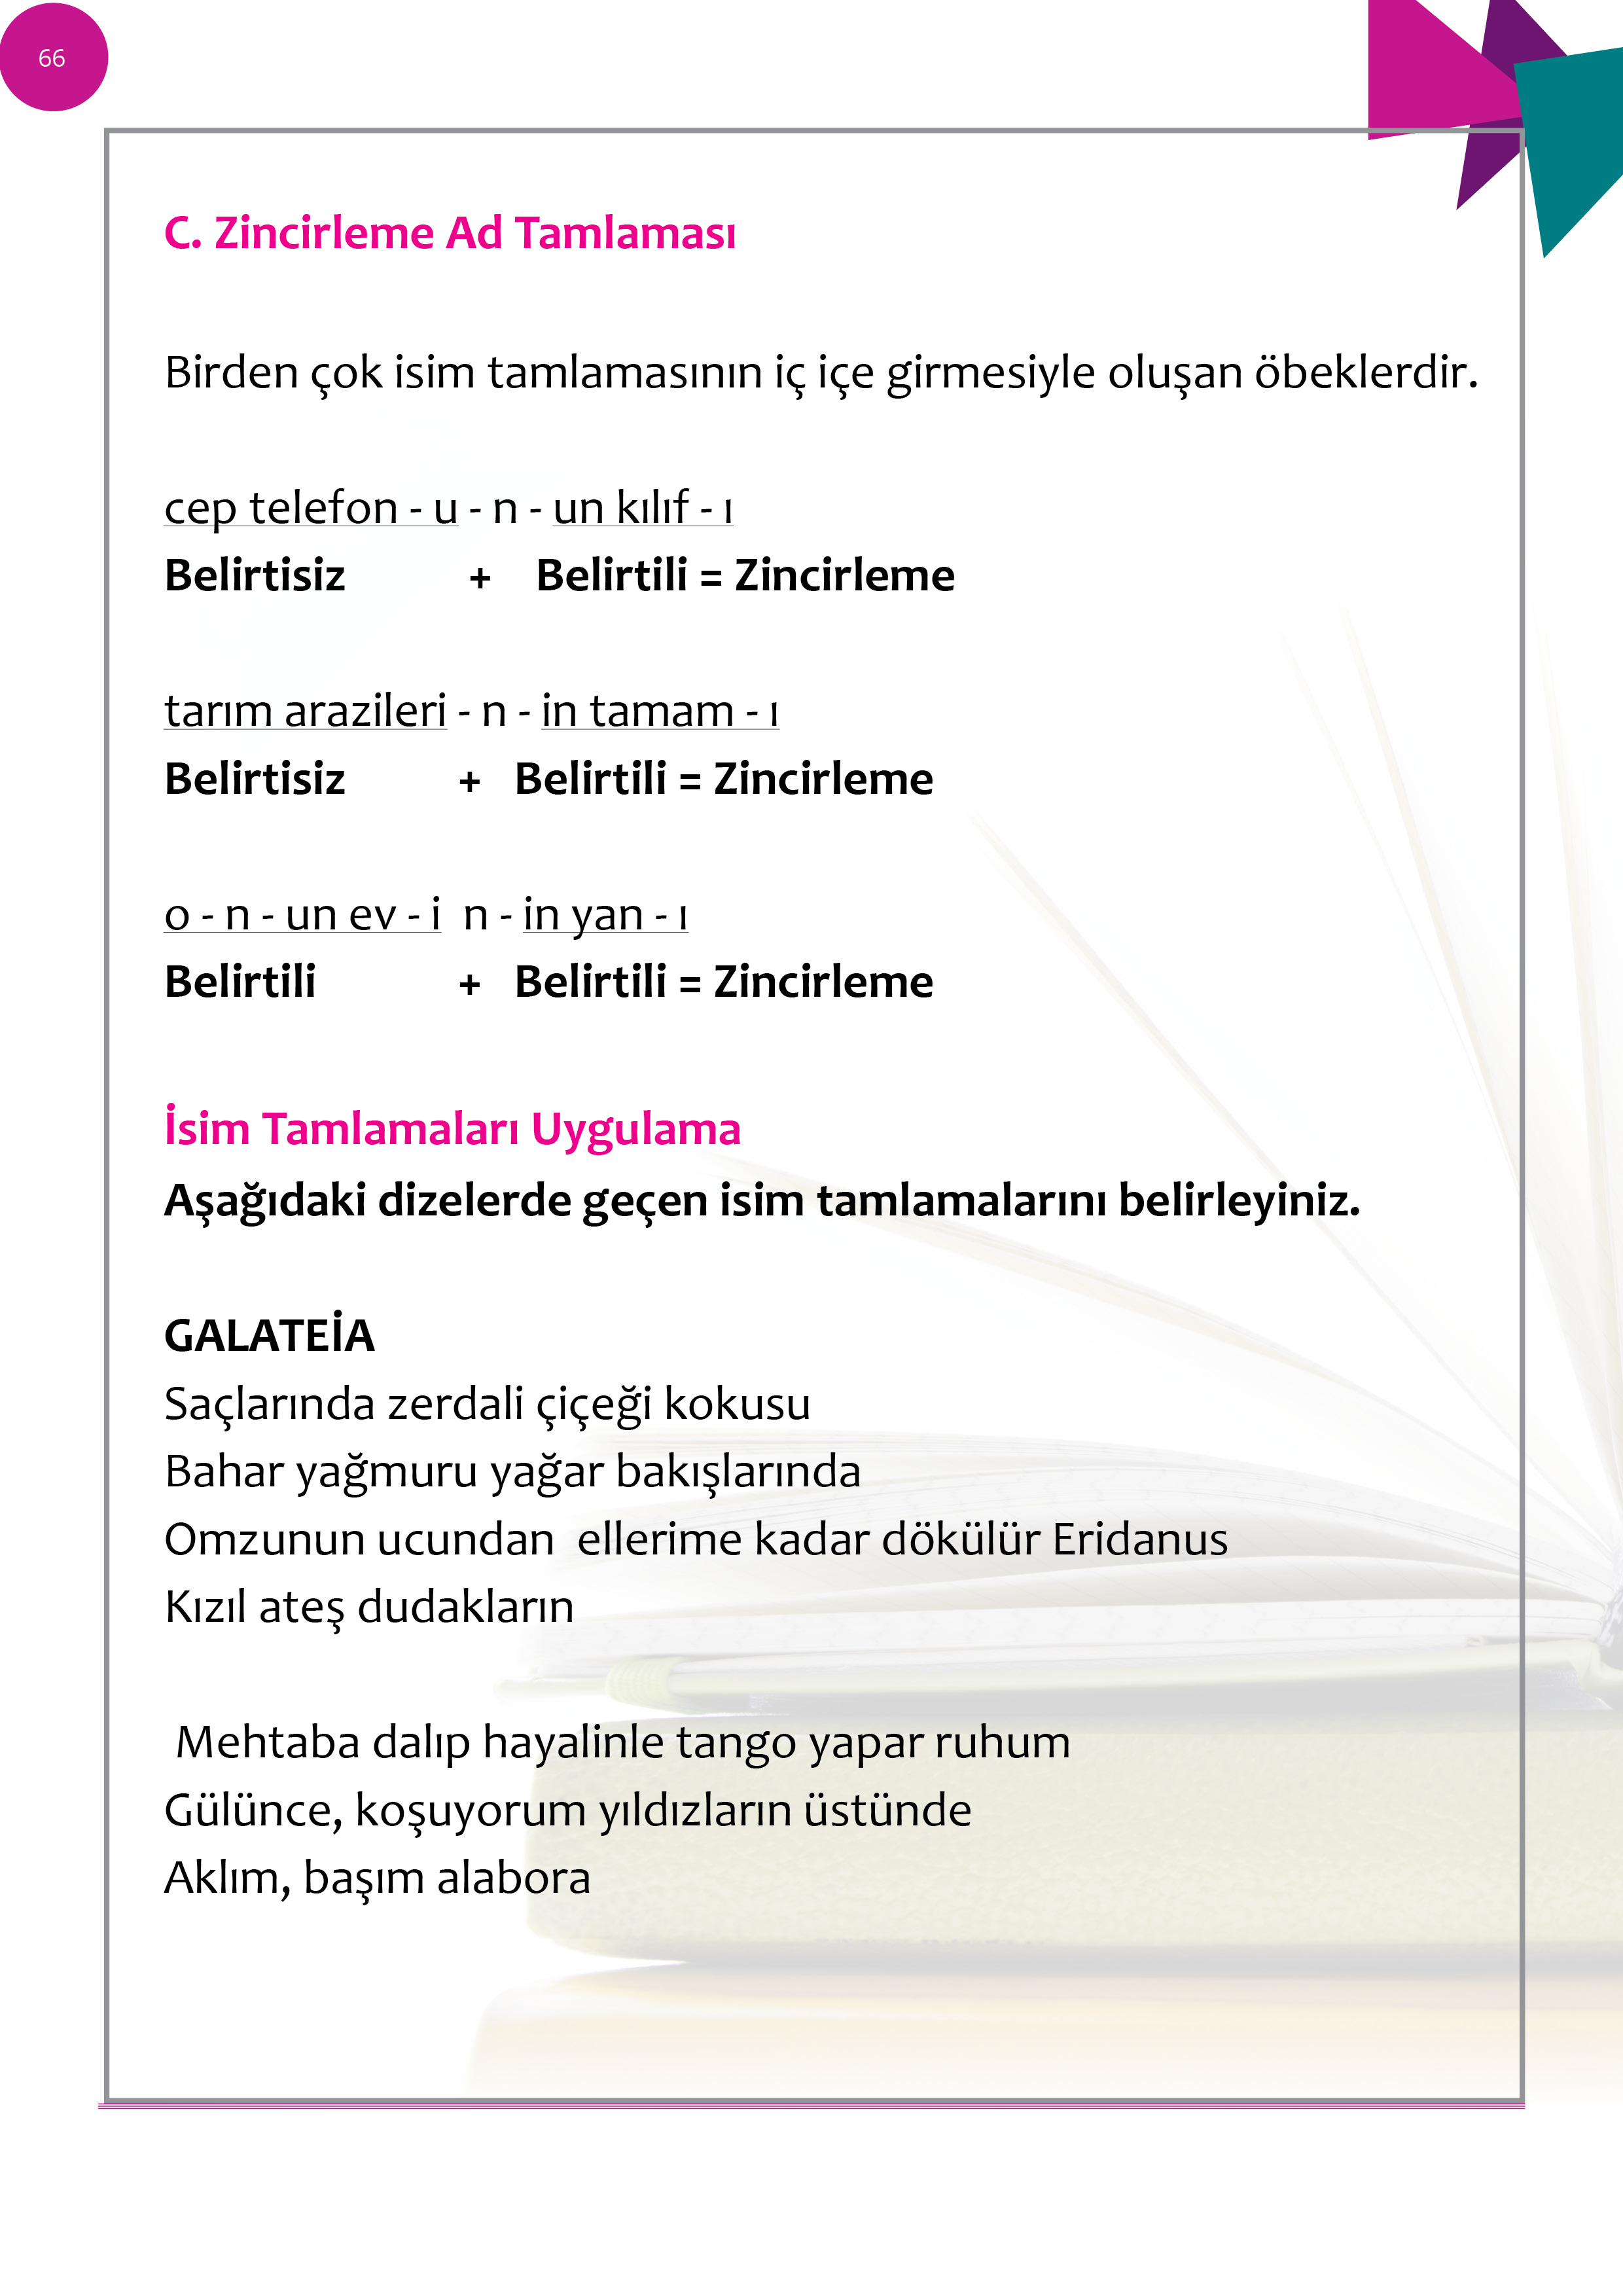 66
C. Zincirleme Ad Tamlaması
Birden çok isim tamlamasının iç içe girmesiyle oluşan öbeklerdir.
cep telefon - u - n - un kılıf - ı
Belirtisiz + Belirtili = Zincirleme
tarım arazileri - n - in tamam - ı
Belirtisiz + Belirtili = Zincirleme
o - n - un ev - i n - in yan - ı
Belirtili + Belirtili = Zincirleme
İsim Tamlamaları Uygulama
Aşağıdaki dizelerde geçen isim tamlamalarını belirleyiniz.
GALATEİA
Saçlarında zerdali çiçeği kokusu
Bahar yağmuru yağar bakışlarında
Omzunun ucundan ellerime kadar dökülür Eridanus
Kızıl ateş dudakların
Mehtaba dalıp hayalinle tango yapar ruhum
Gülünce, koşuyorum yıldızların üstünde
Aklım, başım alabora